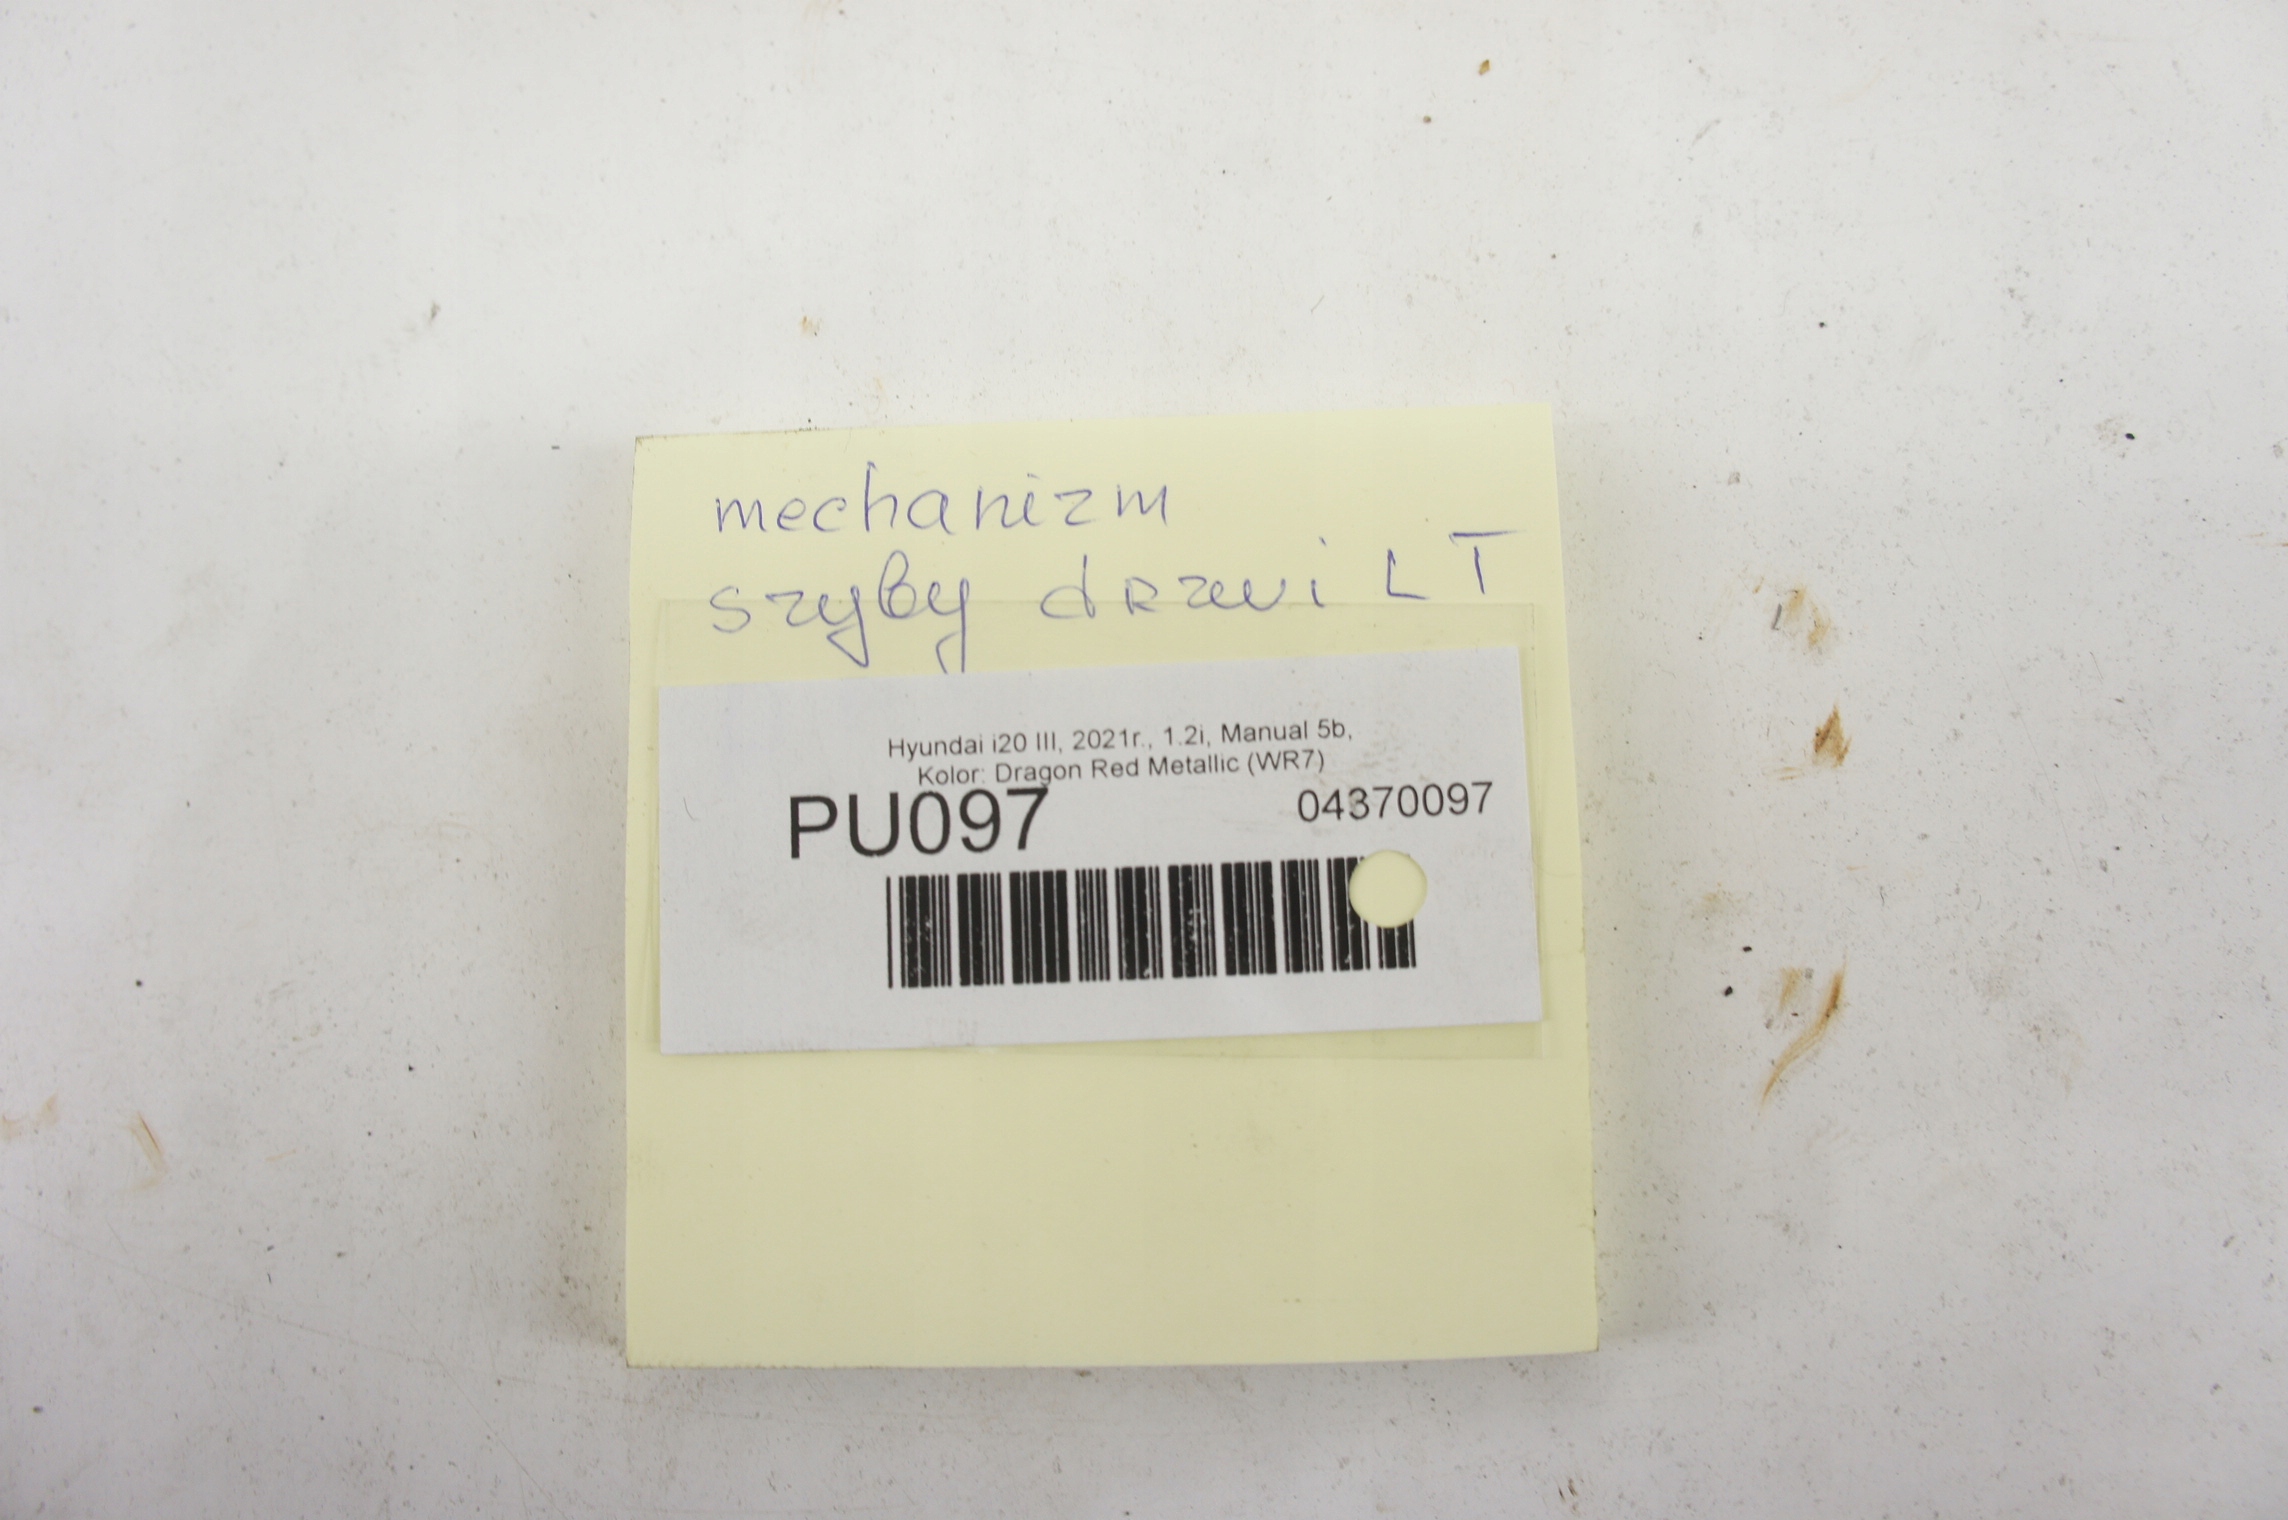 mechanizm
szyby drzwi LT
Hyundai i20 III, 2021r., 1.2i, Manual 5b,
Kolor: Dragon Red Metallic (WR7)
PU097 04370097